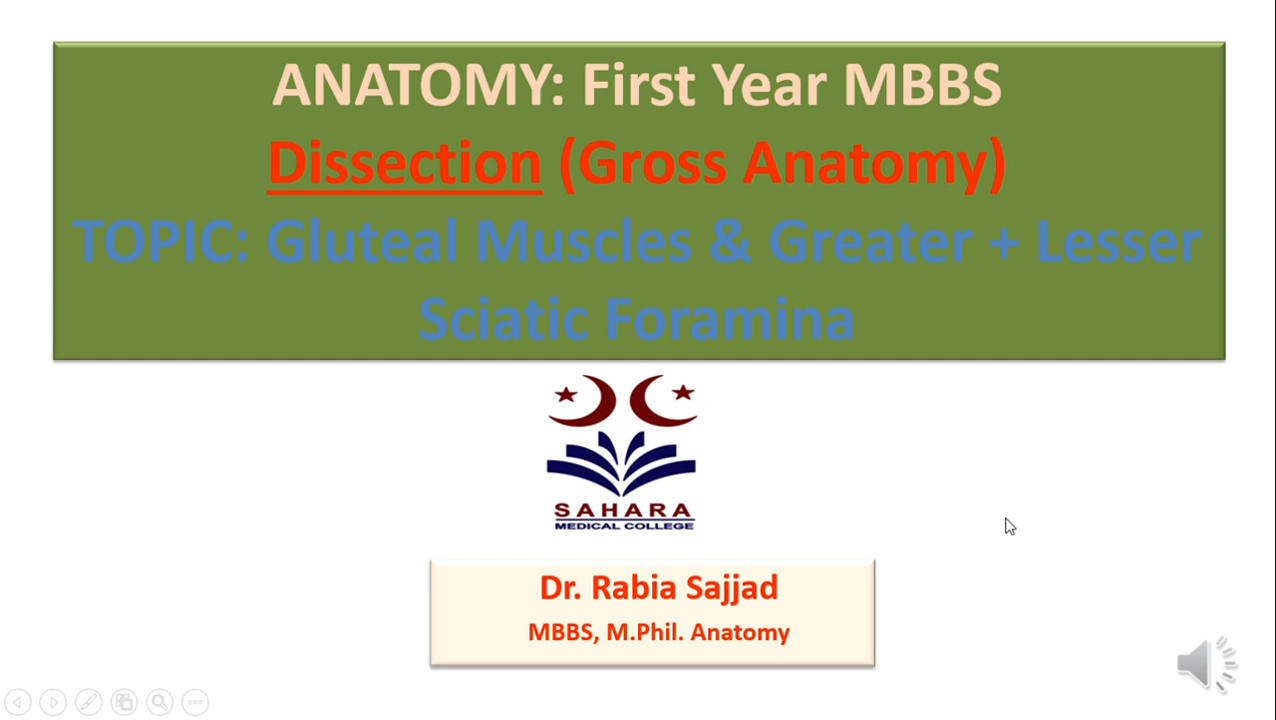 ANATOMY: First Year MBBS
Dissection (Gross Anatomy)
TOPIC: Gluteal Muscles & Greater + Lesser
Sciatic Foramina
SAHARA
MEDICAL COLLEGE
Dr. Rabia Sajjad
MBBS, M.Phil. Anatomy